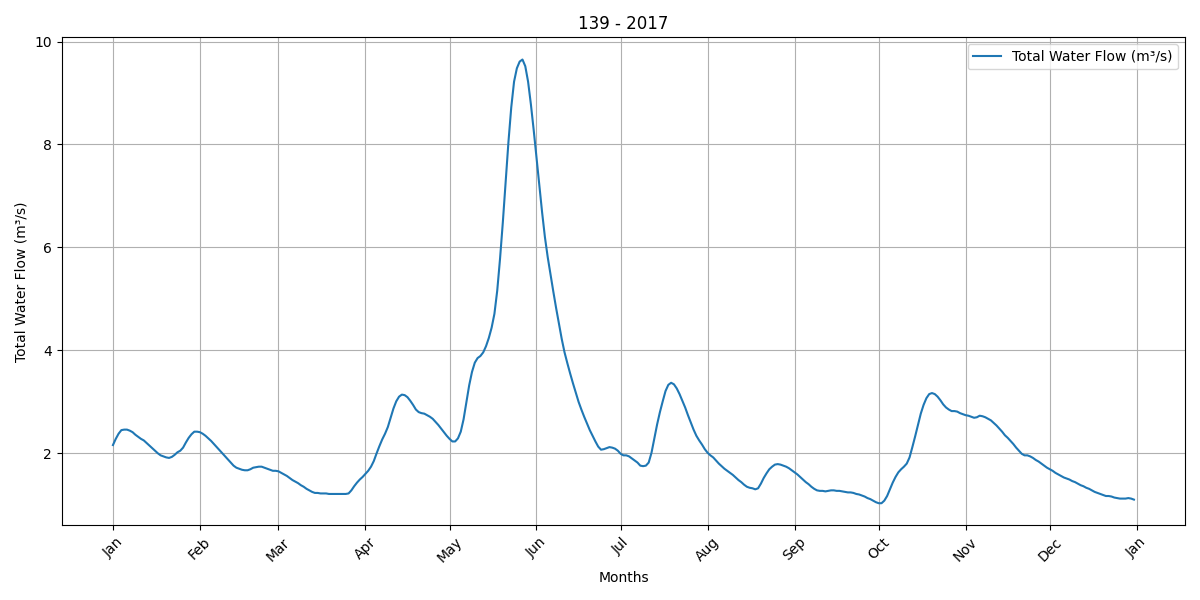 139 - 2017
Total Water Flow (m³/s)
10
8
6
4
2
Total Water Flow (m³/s)
Jan
Feb
Mar
Apr
May
Jun
Jul
Aug
Sep
Oct
Nov
Dec
Jan
Months